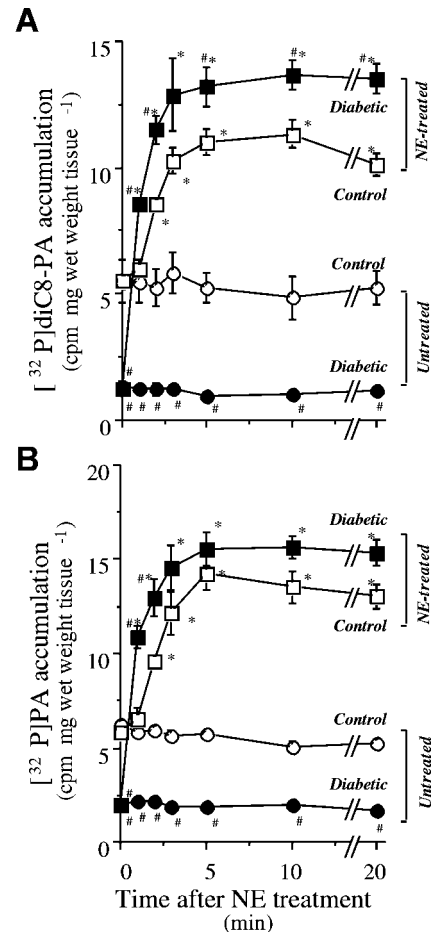 A
15
10
5
0
[ 32 P]diC8-PA accumulation
(cpm mg wet weight tissue -1)
#* #* * #* #* #*
Diabetic
NE-treated
* * * * *
Control
Control
Untreated
Diabetic
#
# # # # # # #
B
20
15
10
5
0
[ 32 P]PA accumulation
(cpm mg wet weight tissue -1)
#* #* * * * *
Diabetic
NE-treated
* * * * *
Control
Control
Untreated
Diabetic
#
# # # # # # #
0 5 10 20
Time after NE treatment
(min)